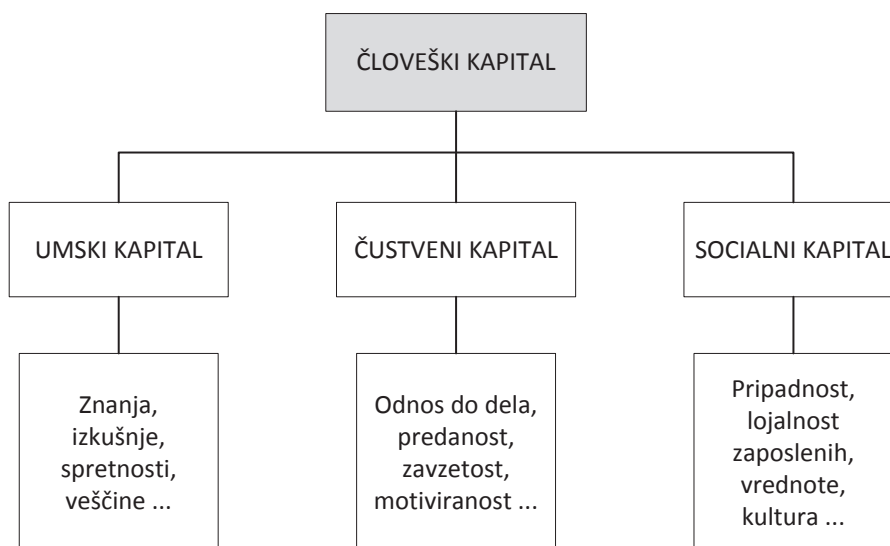 ČLOVEŠKI KAPITAL
UMSKI KAPITAL
ČUSTVENI KAPITAL
SOCIALNI KAPITAL
Znanja,
izkušnje,
spretnosti,
veščine ...
Odnos do dela,
predanost,
zavzetost,
motiviranost ...
Pripadnost,
lojalnost
zaposlenih,
vrednote,
kultura ...